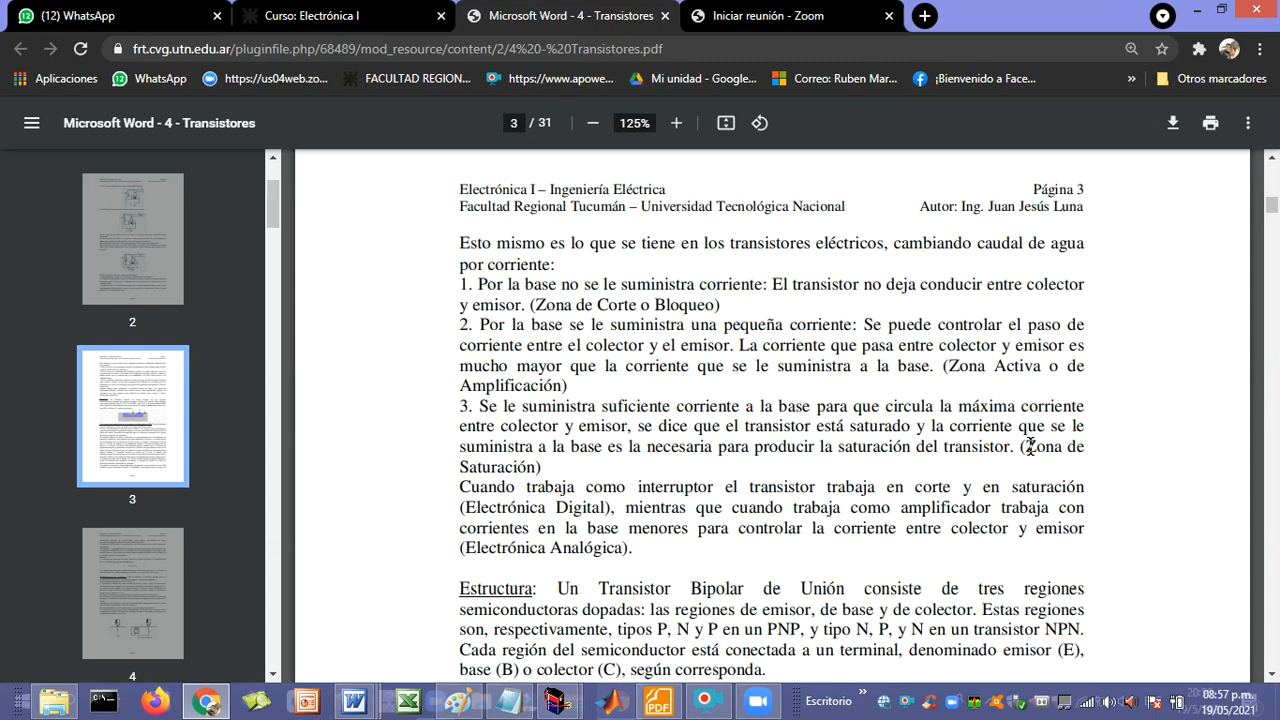 (12) WhatsApp
Curso: Electrónica I
Microsoft Word - 4 - Transistores
Iniciar reunión - Zoom
frt.cvg.utn.edu.ar/pluginfile.php/68489/mod_resource/content/2/4%20-%20Transistores.pdf
Aplicaciones
WhatsApp
https://us04web.zo...
FACULTAD REGION...
https://www.apowe...
Mi unidad - Google...
Correo: Ruben Mar...
¡Bienvenido a Face...
»
Otros marcadores
Microsoft Word - 4 - Transistores
3 / 31
125%
Electrónica I – Ingeniería Eléctrica Página 3
Facultad Regional Tucumán – Universidad Tecnológica Nacional Autor: Ing. Juan Jesús Luna
Esto mismo es lo que se tiene en los transistores eléctricos, cambiando caudal de agua
por corriente:
1. Por la base no se le suministra corriente: El transistor no deja conducir entre colector
y emisor. (Zona de Corte o Bloqueo)
2. Por la base se le suministra una pequeña corriente: Se puede controlar el paso de
corriente entre el colector y el emisor. La corriente que pasa entre colector y emisor es
mucho mayor que la corriente que se le suministra a la base. (Zona Activa o de
Amplificación)
3. Se le suministra suficiente corriente a la base para que circula la máxima corriente
entre colector y emisor, se dice que el transistor está saturado y la corriente que se le
suministra a la base es la necesaria para producir la saturación del transistor. (Zona de
Saturación)
Cuando trabaja como interruptor el transistor trabaja en corte y en saturación
(Electrónica Digital), mientras que cuando trabaja como amplificador trabaja con
corrientes en la base menores para controlar la corriente entre colector y emisor
(Electrónica Analógica).
Estructura: Un Transistor Bipolar de Unión consiste de tres regiones
semiconductoras dopadas: las regiones de emisor, de base y de colector. Estas regiones
son, respectivamente, tipos P, N y P en un PNP, y tipo N, P, y N en un transistor NPN.
Cada región del semiconductor está conectada a un terminal, denominado emisor (E),
base (B) o colector (C), según corresponda.
2
3
4
Escritorio
»
08:57 p.m.
19/05/2021